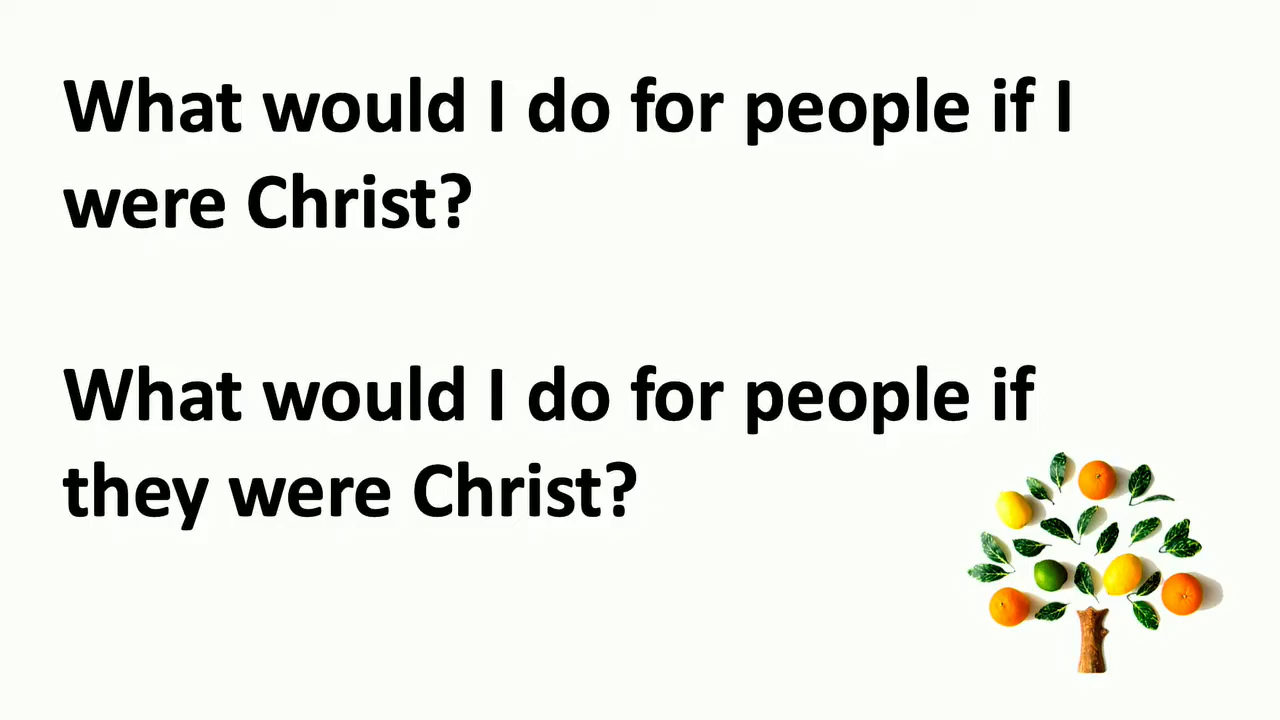 What would I do for people if I
were Christ?
What would I do for people if
they were Christ?